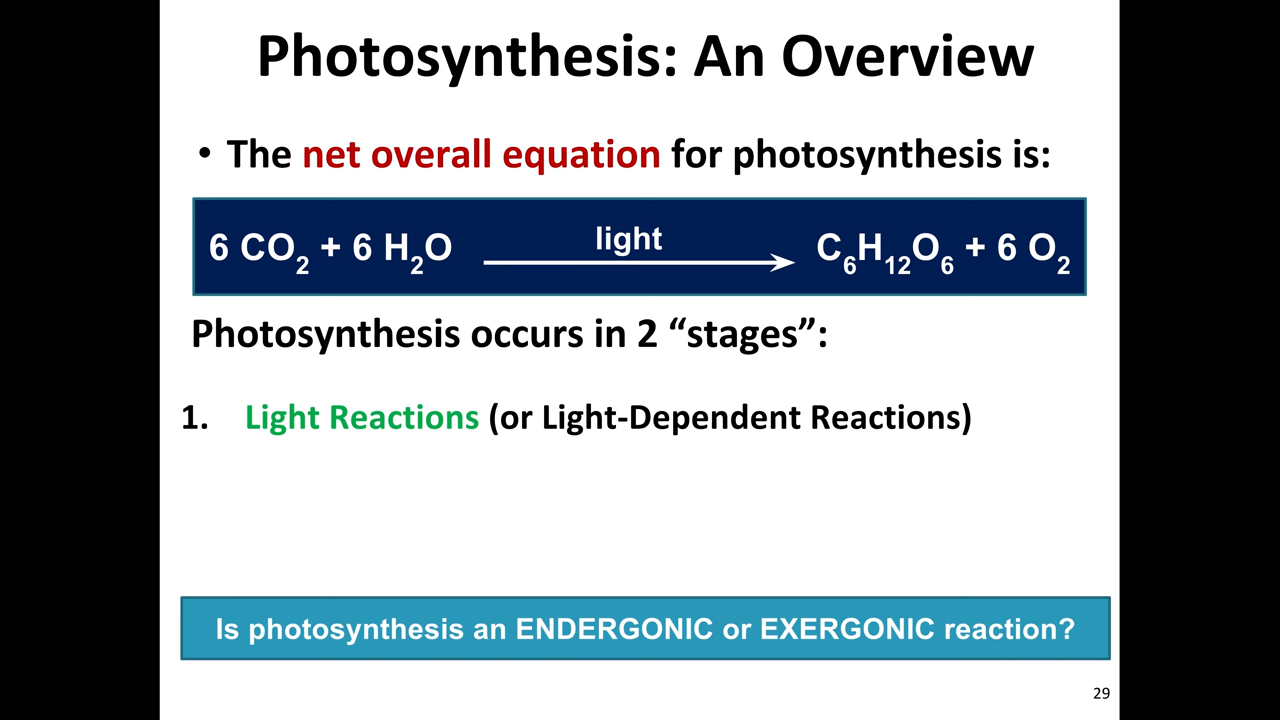 Photosynthesis: An Overview
• The net overall equation for photosynthesis is:
6 CO₂ + 6 H₂O light C₆H₁₂O₆ + 6 O₂
Photosynthesis occurs in 2 “stages”:
1. Light Reactions (or Light-Dependent Reactions)
Is photosynthesis an ENDERGONIC or EXERGONIC reaction?
29